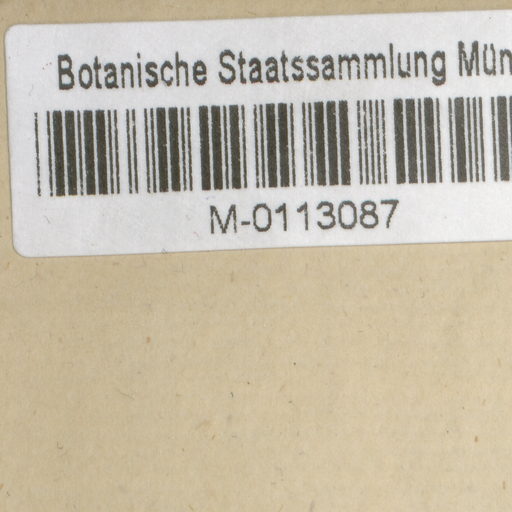 Botanische Staatssammlung Mün
M-0113087